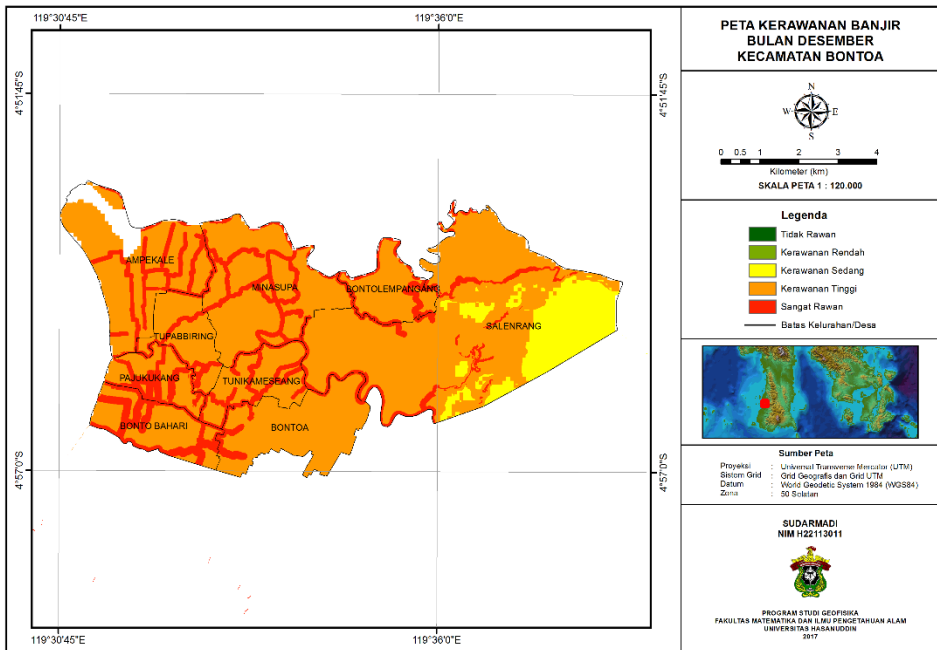 119°30'45"E
119°36'0"E
4°51'45"S
4°51'45"S
AMPEKALE
MINASUPA
BONTOLEMPANGANG
SALENRANG
TUPABBIRING
PAJUKUKANG
TUNIKAMESEANG
BONTO BAHARI
BONTOA
4°57'0"S
4°57'0"S
119°30'45"E
119°36'0"E
PETA KERAWANAN BANJIR
BULAN DESEMBER
KECAMATAN BONTOA
N
W
E
S
0 0.5 1 2 3 4
Kilometer (km)
SKALA PETA 1 : 120.000
Legenda
Tidak Rawan
Kerawanan Rendah
Kerawanan Sedang
Kerawanan Tinggi
Sangat Rawan
Batas Kelurahan/Desa
Sumber Peta
Proyeksi : Universal Transverse Mercator (UTM)
Sistem Grid : Grid Geografis dan Grid UTM
Datum : World Geodetic System 1984 (WGS84)
Zona : 50 Selatan
SUDARMADI
NIM H22113011
PROGRAM STUDI GEOFISIKA
FAKULTAS MATEMATIKA DAN ILMU PENGETAHUAN ALAM
UNIVERSITAS HASANUDDIN
2017